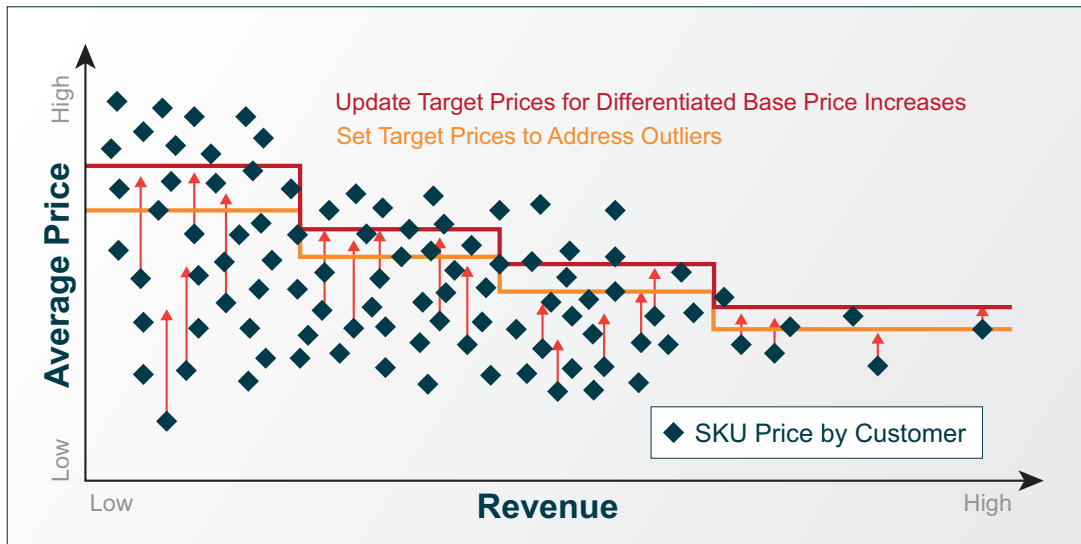 High
Update Target Prices for Differentiated Base Price Increases
Set Target Prices to Address Outliers
Average Price
SKU Price by Customer
Low
Low
Revenue
High